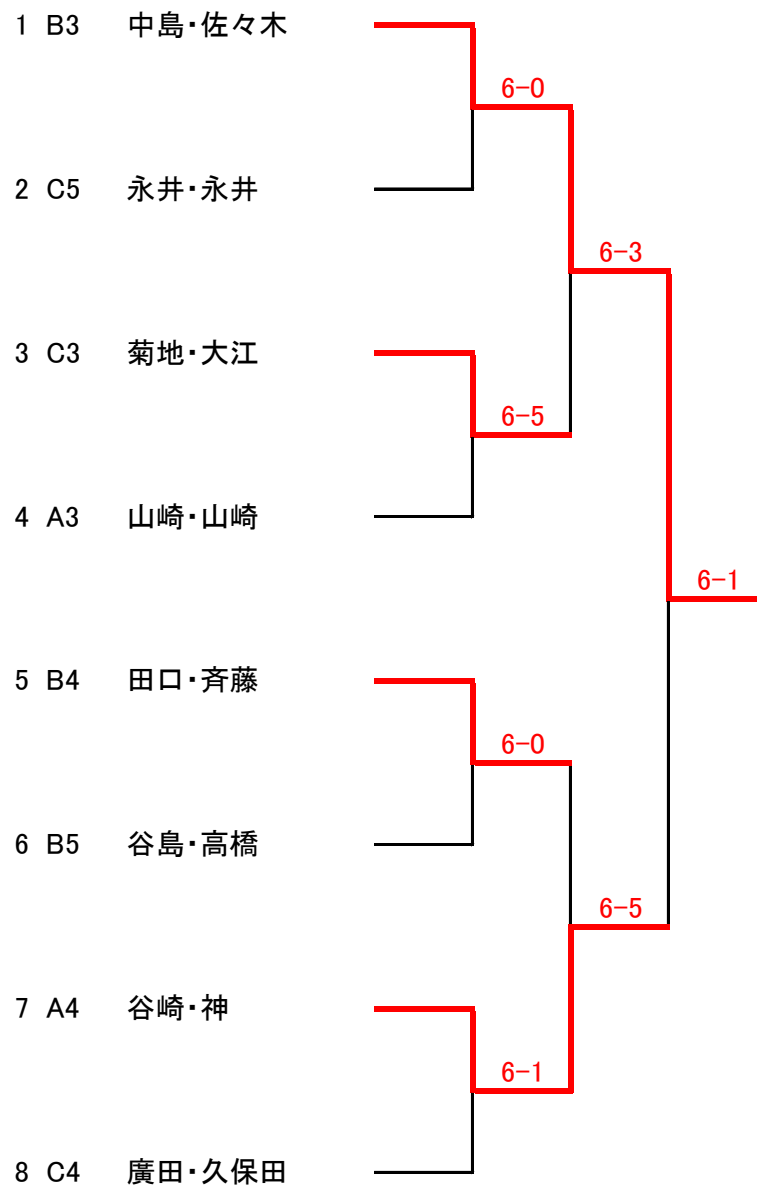 1 B3 中島・佐々木
6-0
2 C5 永井・永井
6-3
3 C3 菊地・大江
6-5
4 A3 山崎・山崎
6-1
5 B4 田口・斉藤
6-0
6 B5 谷島・高橋
6-5
7 A4 谷崎・神
6-1
8 C4 廣田・久保田